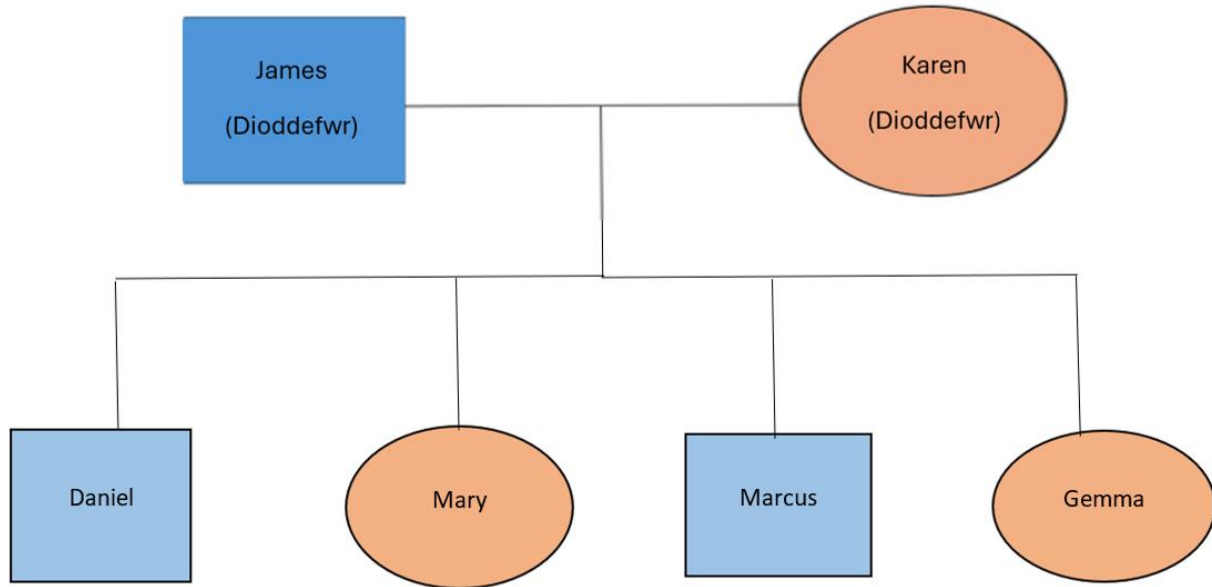 James
(Dioddefwr)
Karen
(Dioddefwr)
Daniel
Mary
Marcus
Gemma